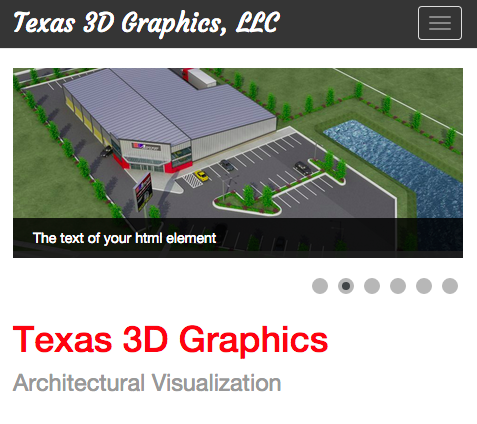 Texas 3D Graphics, LLC
The text of your html element
Texas 3D Graphics
Architectural Visualization